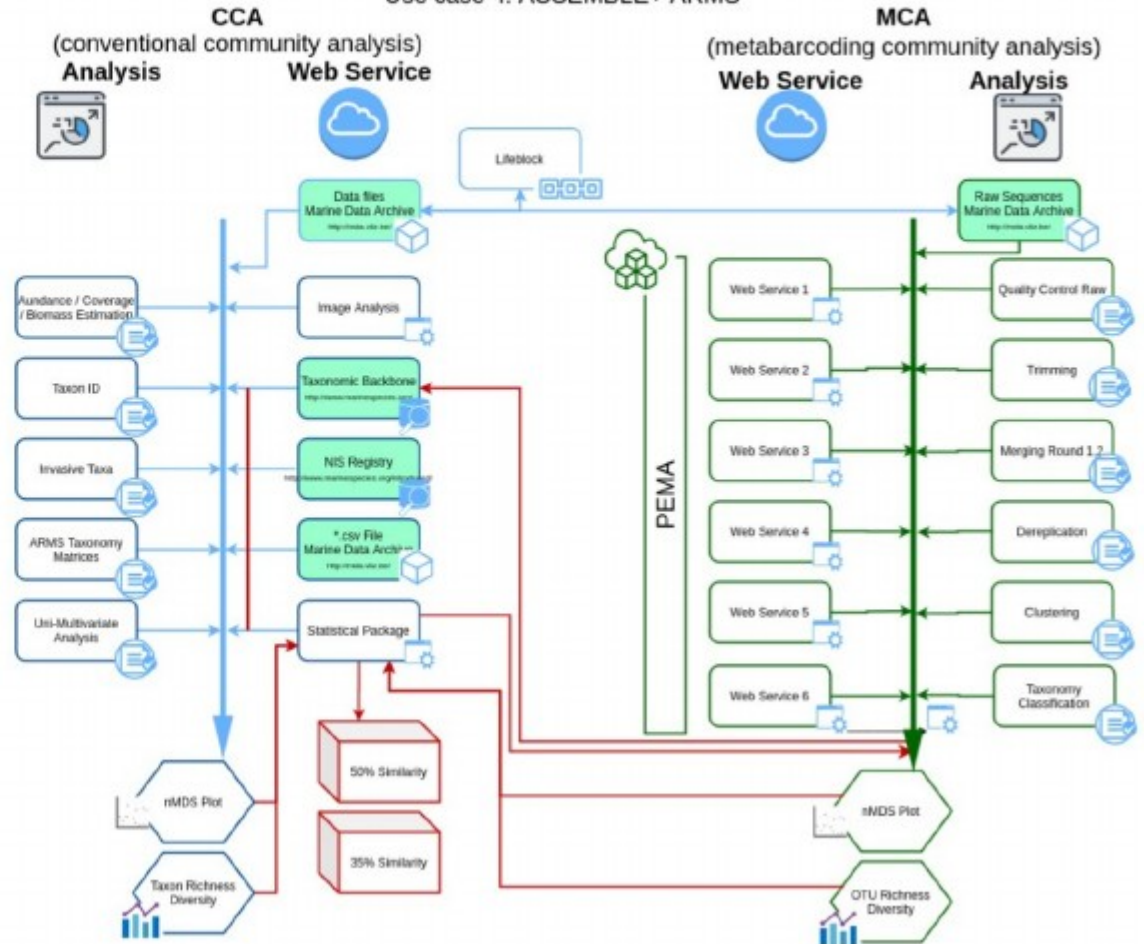 CCA
(conventional community analysis)
Analysis
Web Service
MCA
(metabarcoding community analysis)
Web Service
Analysis
Lifeblock
Data files
Marine Data Archive
Raw Sequences
Marine Data Archive
Aundance / Coverage
/ Biomass Estimation
Image Analysis
Taxon ID
Taxonomic Backbone
Invasive Taxa
NIS Registry
ARMS Taxonomy
Matrices
*.csv File
Marine Data Archive
Uni-Multivariate
Analysis
Statistical Package
50% Similarity
35% Similarity
nMDS Plot
Taxon Richness
Diversity
PEMA
Web Service 1
Quality Control Raw
Web Service 2
Trimming
Web Service 3
Merging Round 1,2
Web Service 4
Dereplication
Web Service 5
Clustering
Web Service 6
Taxonomy
Classification
nMDS Plot
OTU Richness
Diversity